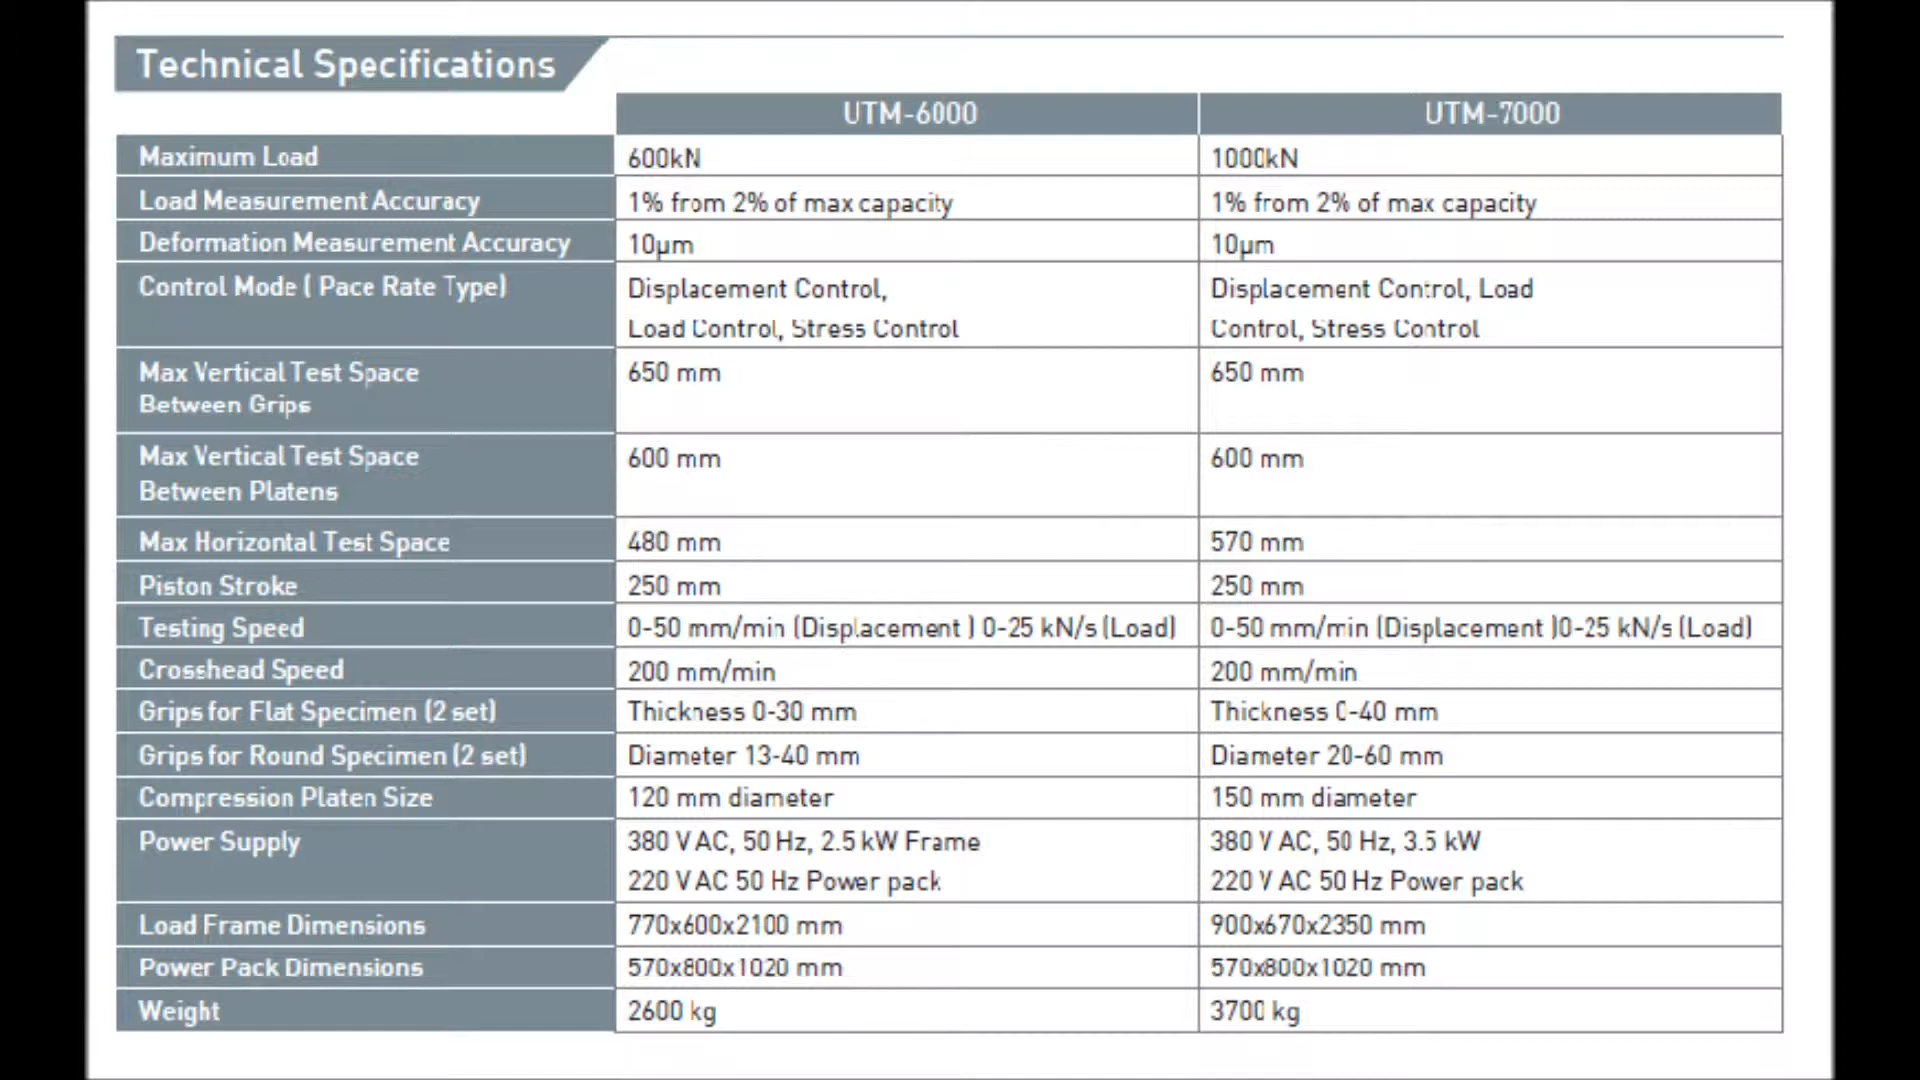 Technical Specifications
UTM-6000 UTM-7000
Maximum Load 600kN 1000kN
Load Measurement Accuracy 1% from 2% of max capacity 1% from 2% of max capacity
Deformation Measurement Accuracy 10µm 10µm
Control Mode ( Pace Rate Type) Displacement Control, Displacement Control, Load
Load Control, Stress Control Control, Stress Control
Max Vertical Test Space 650 mm 650 mm
Between Grips
Max Vertical Test Space 600 mm 600 mm
Between Platens
Max Horizontal Test Space 480 mm 570 mm
Piston Stroke 250 mm 250 mm
Testing Speed 0-50 mm/min (Displacement ) 0-25 kN/s (Load) 0-50 mm/min (Displacement )0-25 kN/s (Load)
Crosshead Speed 200 mm/min 200 mm/min
Grips for Flat Specimen (2 set) Thickness 0-30 mm Thickness 0-40 mm
Grips for Round Specimen (2 set) Diameter 13-40 mm Diameter 20-60 mm
Compression Platen Size 120 mm diameter 150 mm diameter
Power Supply 380 V AC, 50 Hz, 2.5 kW Frame 380 V AC, 50 Hz, 3.5 kW
220 V AC 50 Hz Power pack 220 V AC 50 Hz Power pack
Load Frame Dimensions 770x600x2100 mm 900x670x2350 mm
Power Pack Dimensions 570x800x1020 mm 570x800x1020 mm
Weight 2600 kg 3700 kg